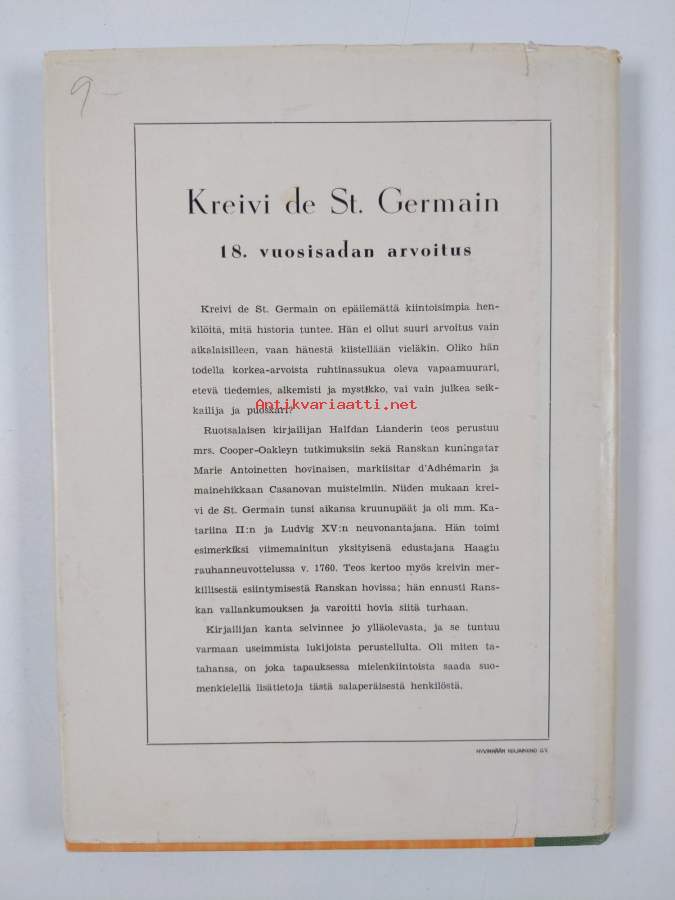 9-
Kreivi de St. Germain
18. vuosisadan arvoitus
Kreivi de St. Germain on epäilemättä kiintoisimpia hen-
kilöitä, mitä historia tuntee. Hän ei ollut suuri arvoitus vain
aikalaisilleen, vaan hänestä kiistellään vieläkin. Oliko hän
todella korkea-arvoista ruhtinassukua oleva vapaamuurari,
etevä tiedemies, alkemisti ja mystikko, vai vain julkea seik-
Antikvariaatti.net
kailija ja puoskari?
Ruotsalaisen kirjailijan Halfdan Lianderin teos perustuu
mrs. Cooper-Oakleyn tutkimuksiin sekä Ranskan kuningatar
Marie Antoinetten hovinaisen, markiisitar d'Adhémarin ja
mainehikkaan Casanovan muistelmiin. Niiden mukaan krei-
vi de St. Germain tunsi aikansa kruunupäät ja oli mm. Ka-
tariina II:n ja Ludvig XV:n neuvonantajana. Hän toimi
esimerkiksi viimemainitun yksityisenä edustajana Haagin
rauhanneuvottelussa v. 1760. Teos kertoo myös kreivin mer-
killisestä esiintymisestä Ranskan hovissa; hän ennusti Rans-
kan vallankumouksen ja varoitti hovia siitä turhaan.
Kirjailijan kanta selvinnee jo ylläolevasta, ja se tuntuu
varmaan useimmista lukijoista perustellulta. Oli miten ta-
tahansa, on joka tapauksessa mielenkiintoista saada suo-
menkielellä lisätietoja tästä salaperäisestä henkilöstä.
HYVINKÄÄN KIRJAPAINO O.Y.